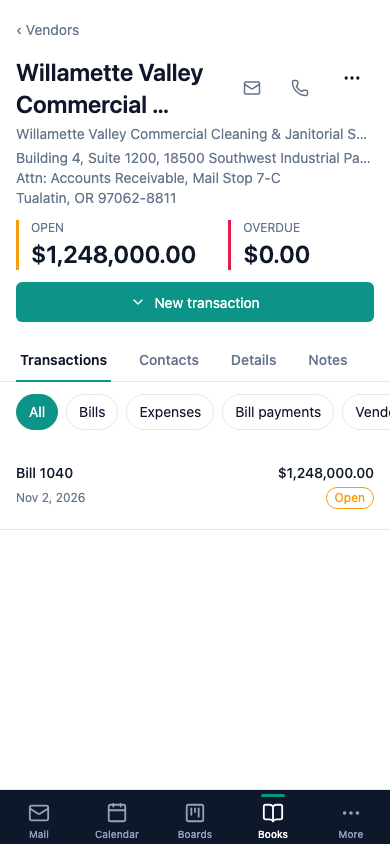 ‹ Vendors
Willamette Valley
Commercial ...
Willamette Valley Commercial Cleaning & Janitorial S...
Building 4, Suite 1200, 18500 Southwest Industrial Pa...
Attn: Accounts Receivable, Mail Stop 7-C
Tualatin, OR 97062-8811
OPEN OVERDUE
$1,248,000.00 $0.00
New transaction
Transactions Contacts Details Notes
All Bills Expenses Bill payments Vend
Bill 1040 $1,248,000.00
Nov 2, 2026 Open
Mail Calendar Boards Books More